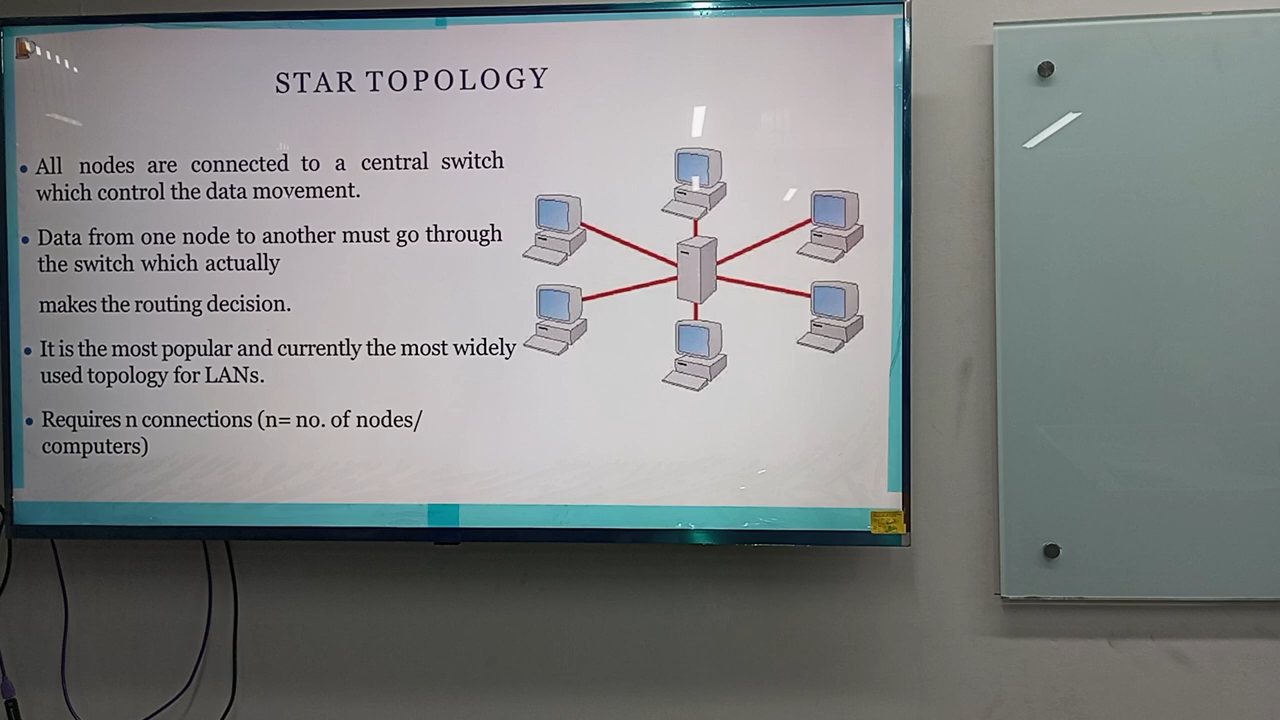 STAR TOPOLOGY
• All nodes are connected to a central switch
which control the data movement.
• Data from one node to another must go through
the switch which actually
makes the routing decision.
• It is the most popular and currently the most widely
used topology for LANs.
• Requires n connections (n= no. of nodes/
computers)